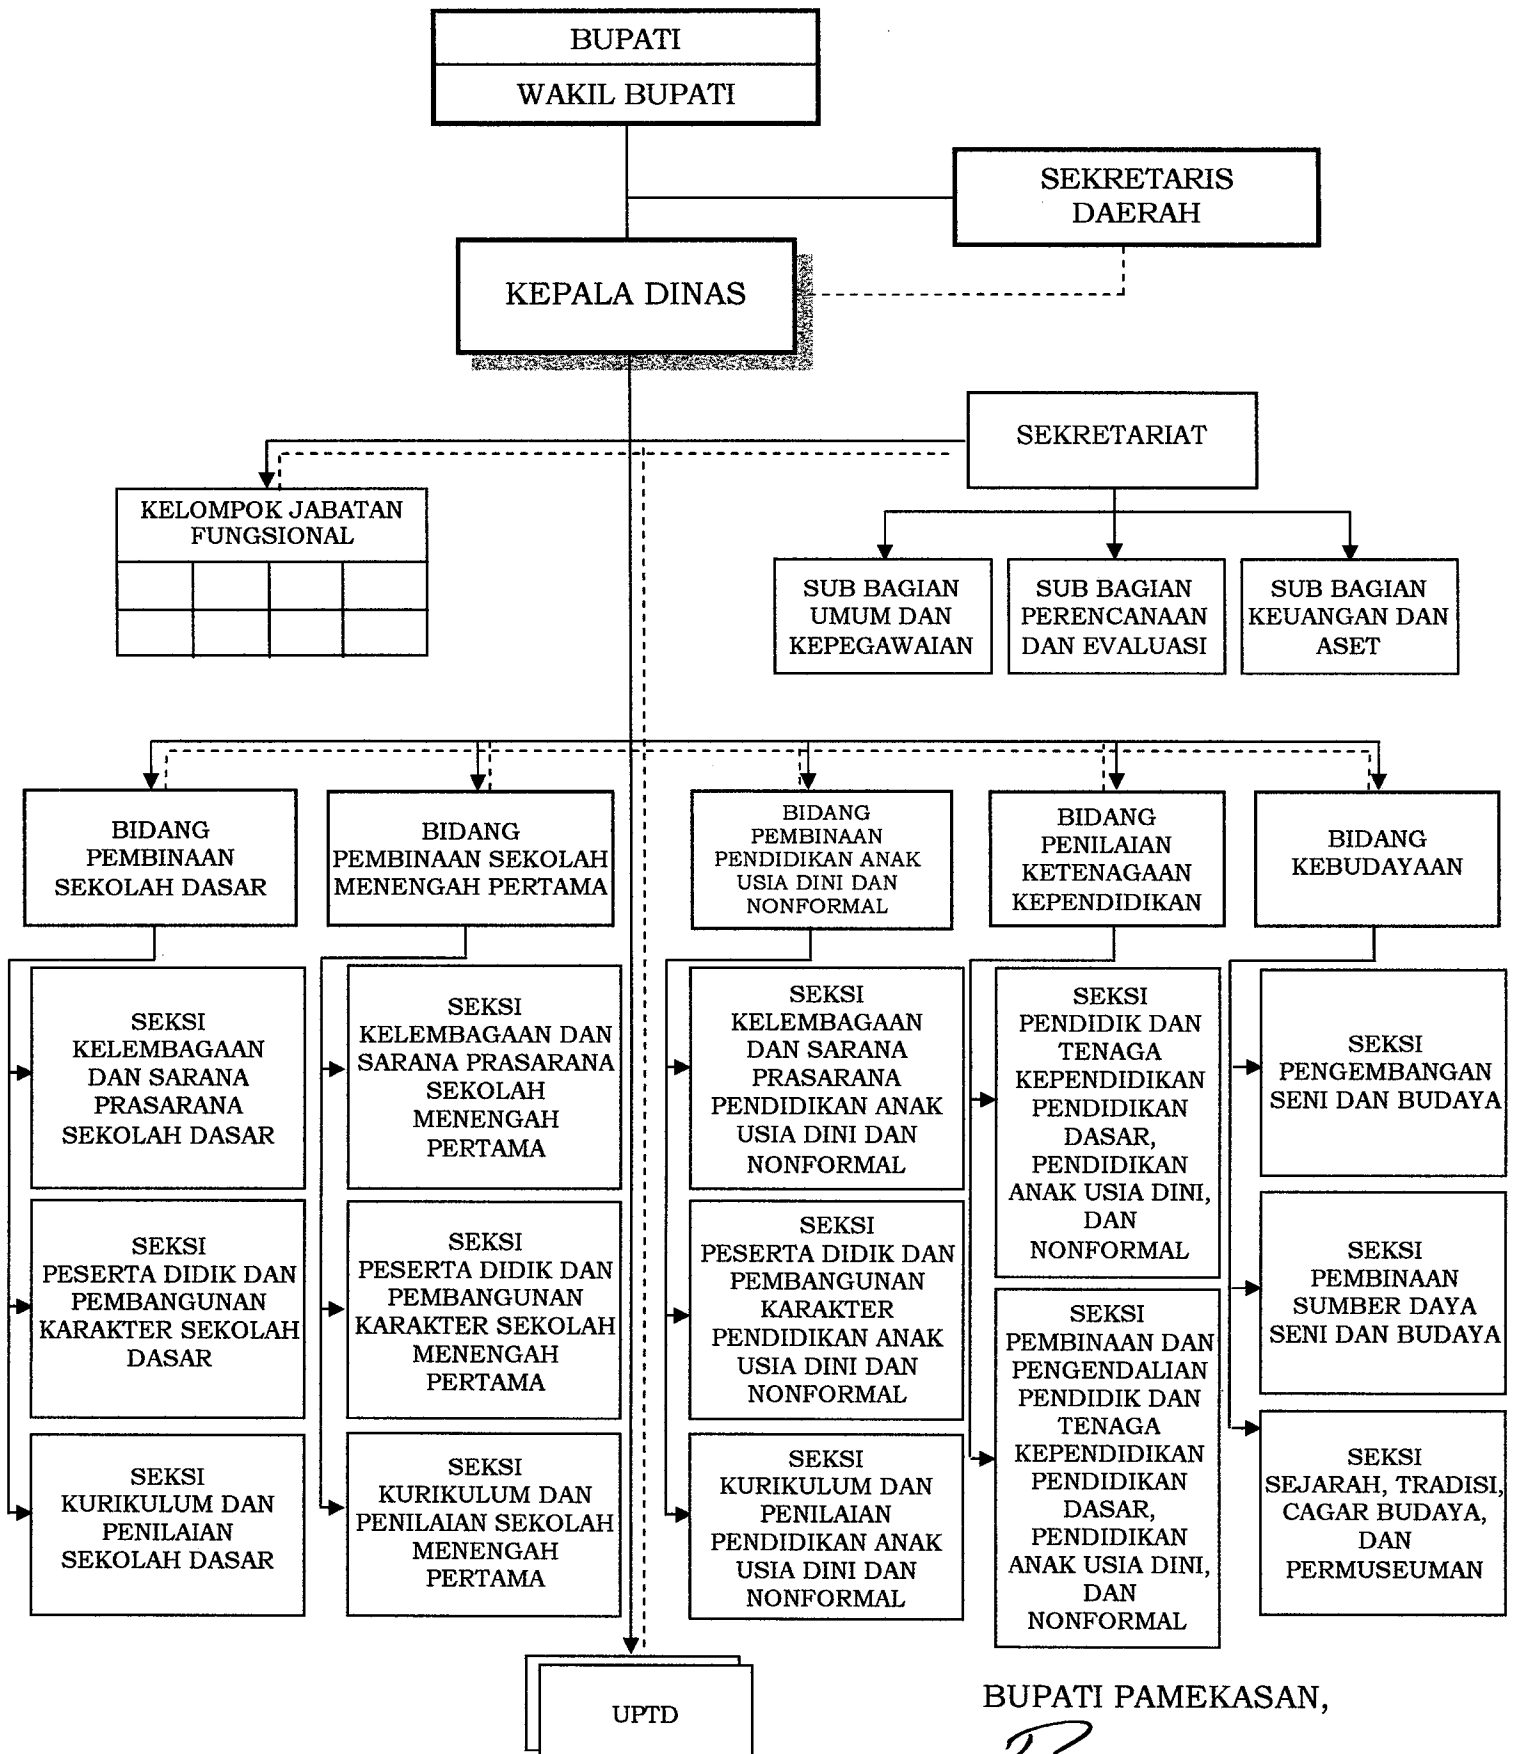 BUPATI
WAKIL BUPATI
SEKRETARIS
DAERAH
KEPALA DINAS
SEKRETARIAT
KELOMPOK JABATAN
FUNGSIONAL
SUB BAGIAN
UMUM DAN
KEPEGAWAIAN
SUB BAGIAN
PERENCANAAN
DAN EVALUASI
SUB BAGIAN
KEUANGAN DAN
ASET
BIDANG
PEMBINAAN
SEKOLAH DASAR
BIDANG
PEMBINAAN SEKOLAH
MENENGAH PERTAMA
BIDANG
PEMBINAAN
PENDIDIKAN ANAK
USIA DINI DAN
NONFORMAL
BIDANG
PENILAIAN
KETENAGAAN
KEPENDIDIKAN
BIDANG
KEBUDAYAAN
SEKSI
KELEMBAGAAN
DAN SARANA
PRASARANA
SEKOLAH DASAR
SEKSI
PESERTA DIDIK DAN
PEMBANGUNAN
KARAKTER SEKOLAH
DASAR
SEKSI
KURIKULUM DAN
PENILAIAN
SEKOLAH DASAR
SEKSI
KELEMBAGAAN DAN
SARANA PRASARANA
SEKOLAH
MENENGAH
PERTAMA
SEKSI
PESERTA DIDIK DAN
PEMBANGUNAN
KARAKTER SEKOLAH
MENENGAH
PERTAMA
SEKSI
KURIKULUM DAN
PENILAIAN SEKOLAH
MENENGAH
PERTAMA
SEKSI
KELEMBAGAAN
DAN SARANA
PRASARANA
PENDIDIKAN ANAK
USIA DINI DAN
NONFORMAL
SEKSI
PESERTA DIDIK DAN
PEMBANGUNAN
KARAKTER
PENDIDIKAN ANAK
USIA DINI DAN
NONFORMAL
SEKSI
KURIKULUM DAN
PENILAIAN
PENDIDIKAN ANAK
USIA DINI DAN
NONFORMAL
SEKSI
PENDIDIK DAN
TENAGA
KEPENDIDIKAN
PENDIDIKAN
DASAR,
PENDIDIKAN
ANAK USIA DINI,
DAN
NONFORMAL
SEKSI
PEMBINAAN DAN
PENGENDALIAN
PENDIDIK DAN
TENAGA
KEPENDIDIKAN
PENDIDIKAN
DASAR,
PENDIDIKAN
ANAK USIA DINI,
DAN
NONFORMAL
SEKSI
PENGEMBANGAN
SENI DAN BUDAYA
SEKSI
PEMBINAAN
SUMBER DAYA
SENI DAN BUDAYA
SEKSI
SEJARAH, TRADISI,
CAGAR BUDAYA,
DAN
PERMUSEUMAN
UPTD
BUPATI PAMEKASAN,